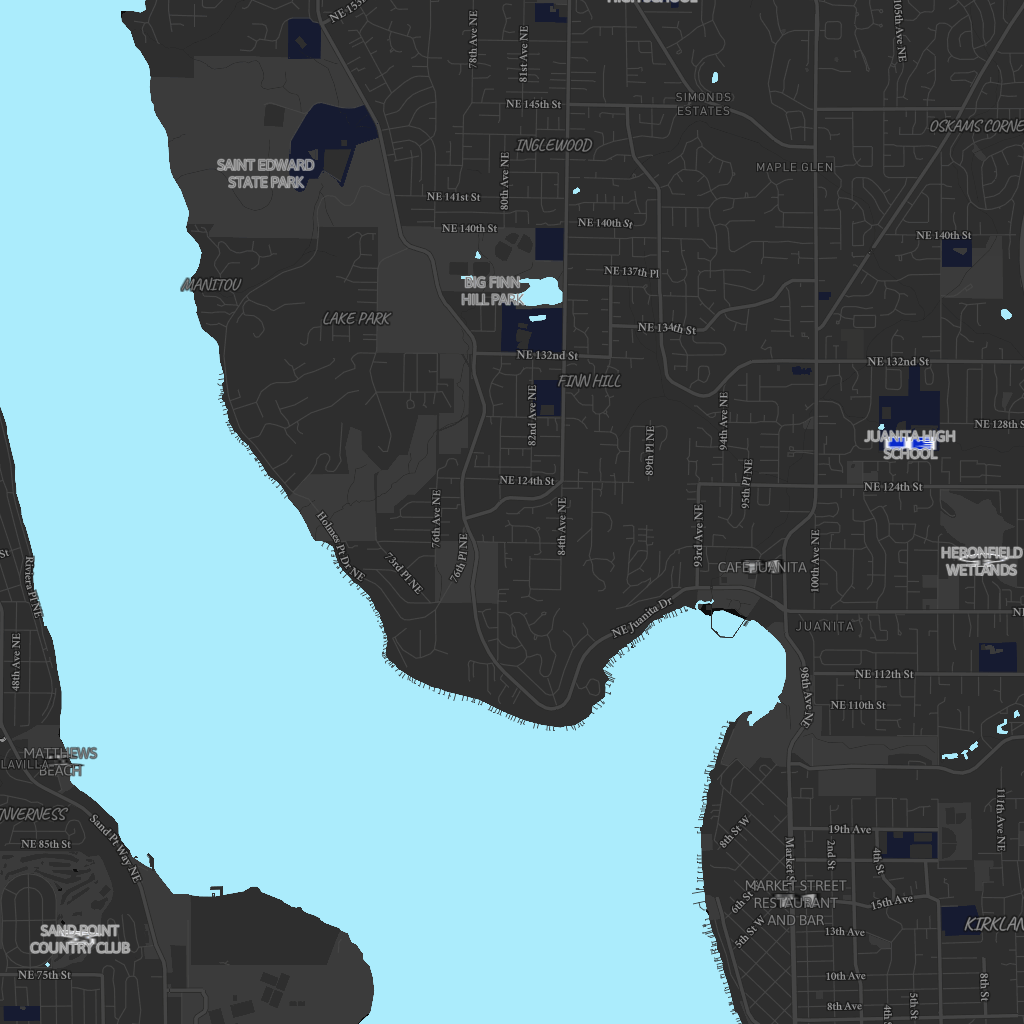 HIGH SCHOOL
105th Ave NE
78th Ave NE
81st Ave NE
NE 145th St
SIMONDS
ESTATES
OSKAMS CORNE
INGLEWOOD
SAINT EDWARD
STATE PARK
MAPLE GLEN
80th Ave NE
NE 141st St
NE 140th St
NE 140th St
NE 140th St
NE 137th Pl
MANITOU
BIG FINN
HILL PARK
LAKE PARK
NE 134th St
NE 132nd St
NE 132nd St
FINN HILL
82nd Ave NE
94th Ave NE
NE 128th S
89th Pl NE
JUANITA HIGH
SCHOOL
NE 124th St
NE 124th St
95th Pl NE
76th Ave NE
84th Ave NE
93rd Ave NE
100th Ave NE
Holmes Pt Dr NE
73rd Pl NE
76th Pl NE
HERONFIELD
WETLANDS
CAFE JUANITA
St
Riviera Pl NE
NE Juanita Dr
NE
JUANITA
48th Ave NE
NE 112th St
98th Ave NE
NE 110th St
MATTHEWS
BEACH
LAVILLA
INVERNESS
Sand Pt Way NE
NE 85th St
8th St W
19th Ave
111th Ave NE
Market St
2nd St
4th St
MARKET STREET
RESTAURANT
AND BAR
6th St W
15th Ave
5th St W
13th Ave
KIRKLAN
SAND POINT
COUNTRY CLUB
NE 75th St
10th Ave
8th St
8th Ave
4th St
5th St